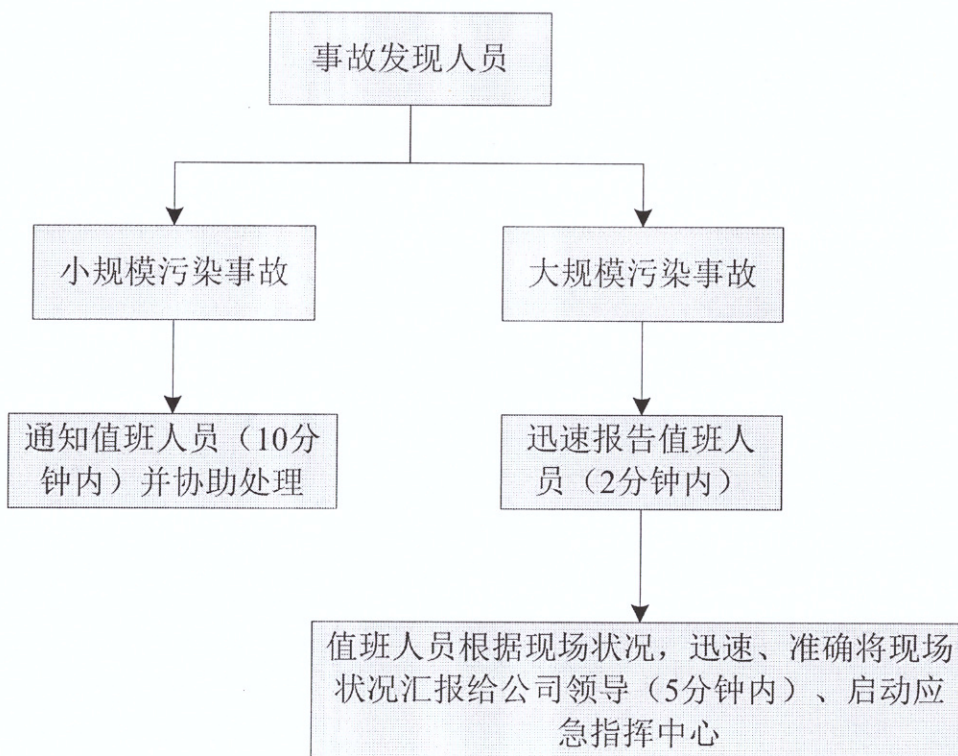 事故发现人员
小规模污染事故
大规模污染事故
通知值班人员（10分
钟内）并协助处理
迅速报告值班人
员（2分钟内）
值班人员根据现场状况，迅速、准确将现场
状况汇报给公司领导（5分钟内）、启动应
急指挥中心